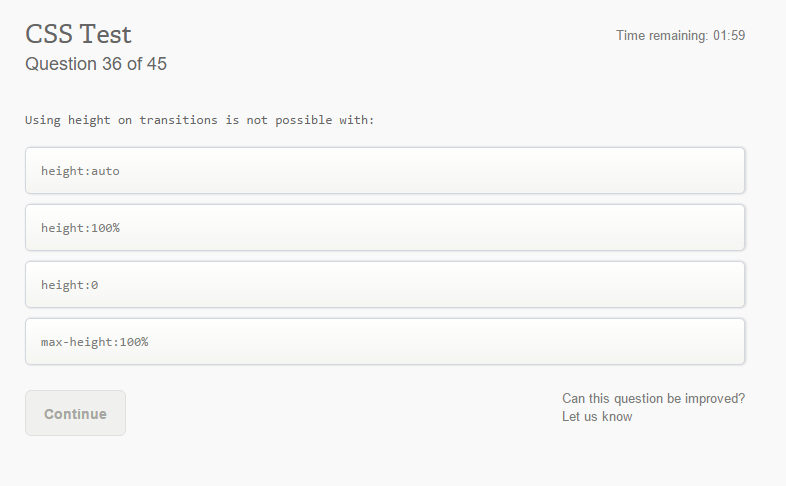 CSS Test
Time remaining: 01:59
Question 36 of 45
Using height on transitions is not possible with:
height:auto
height:100%
height:0
max-height:100%
Continue
Can this question be improved?
Let us know